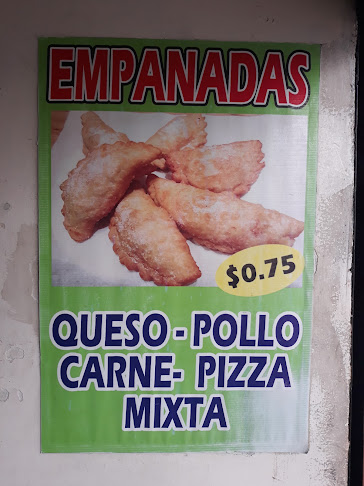 EMPANADAS
$0.75
QUESO - POLLO
CARNE- PIZZA
MIXTA